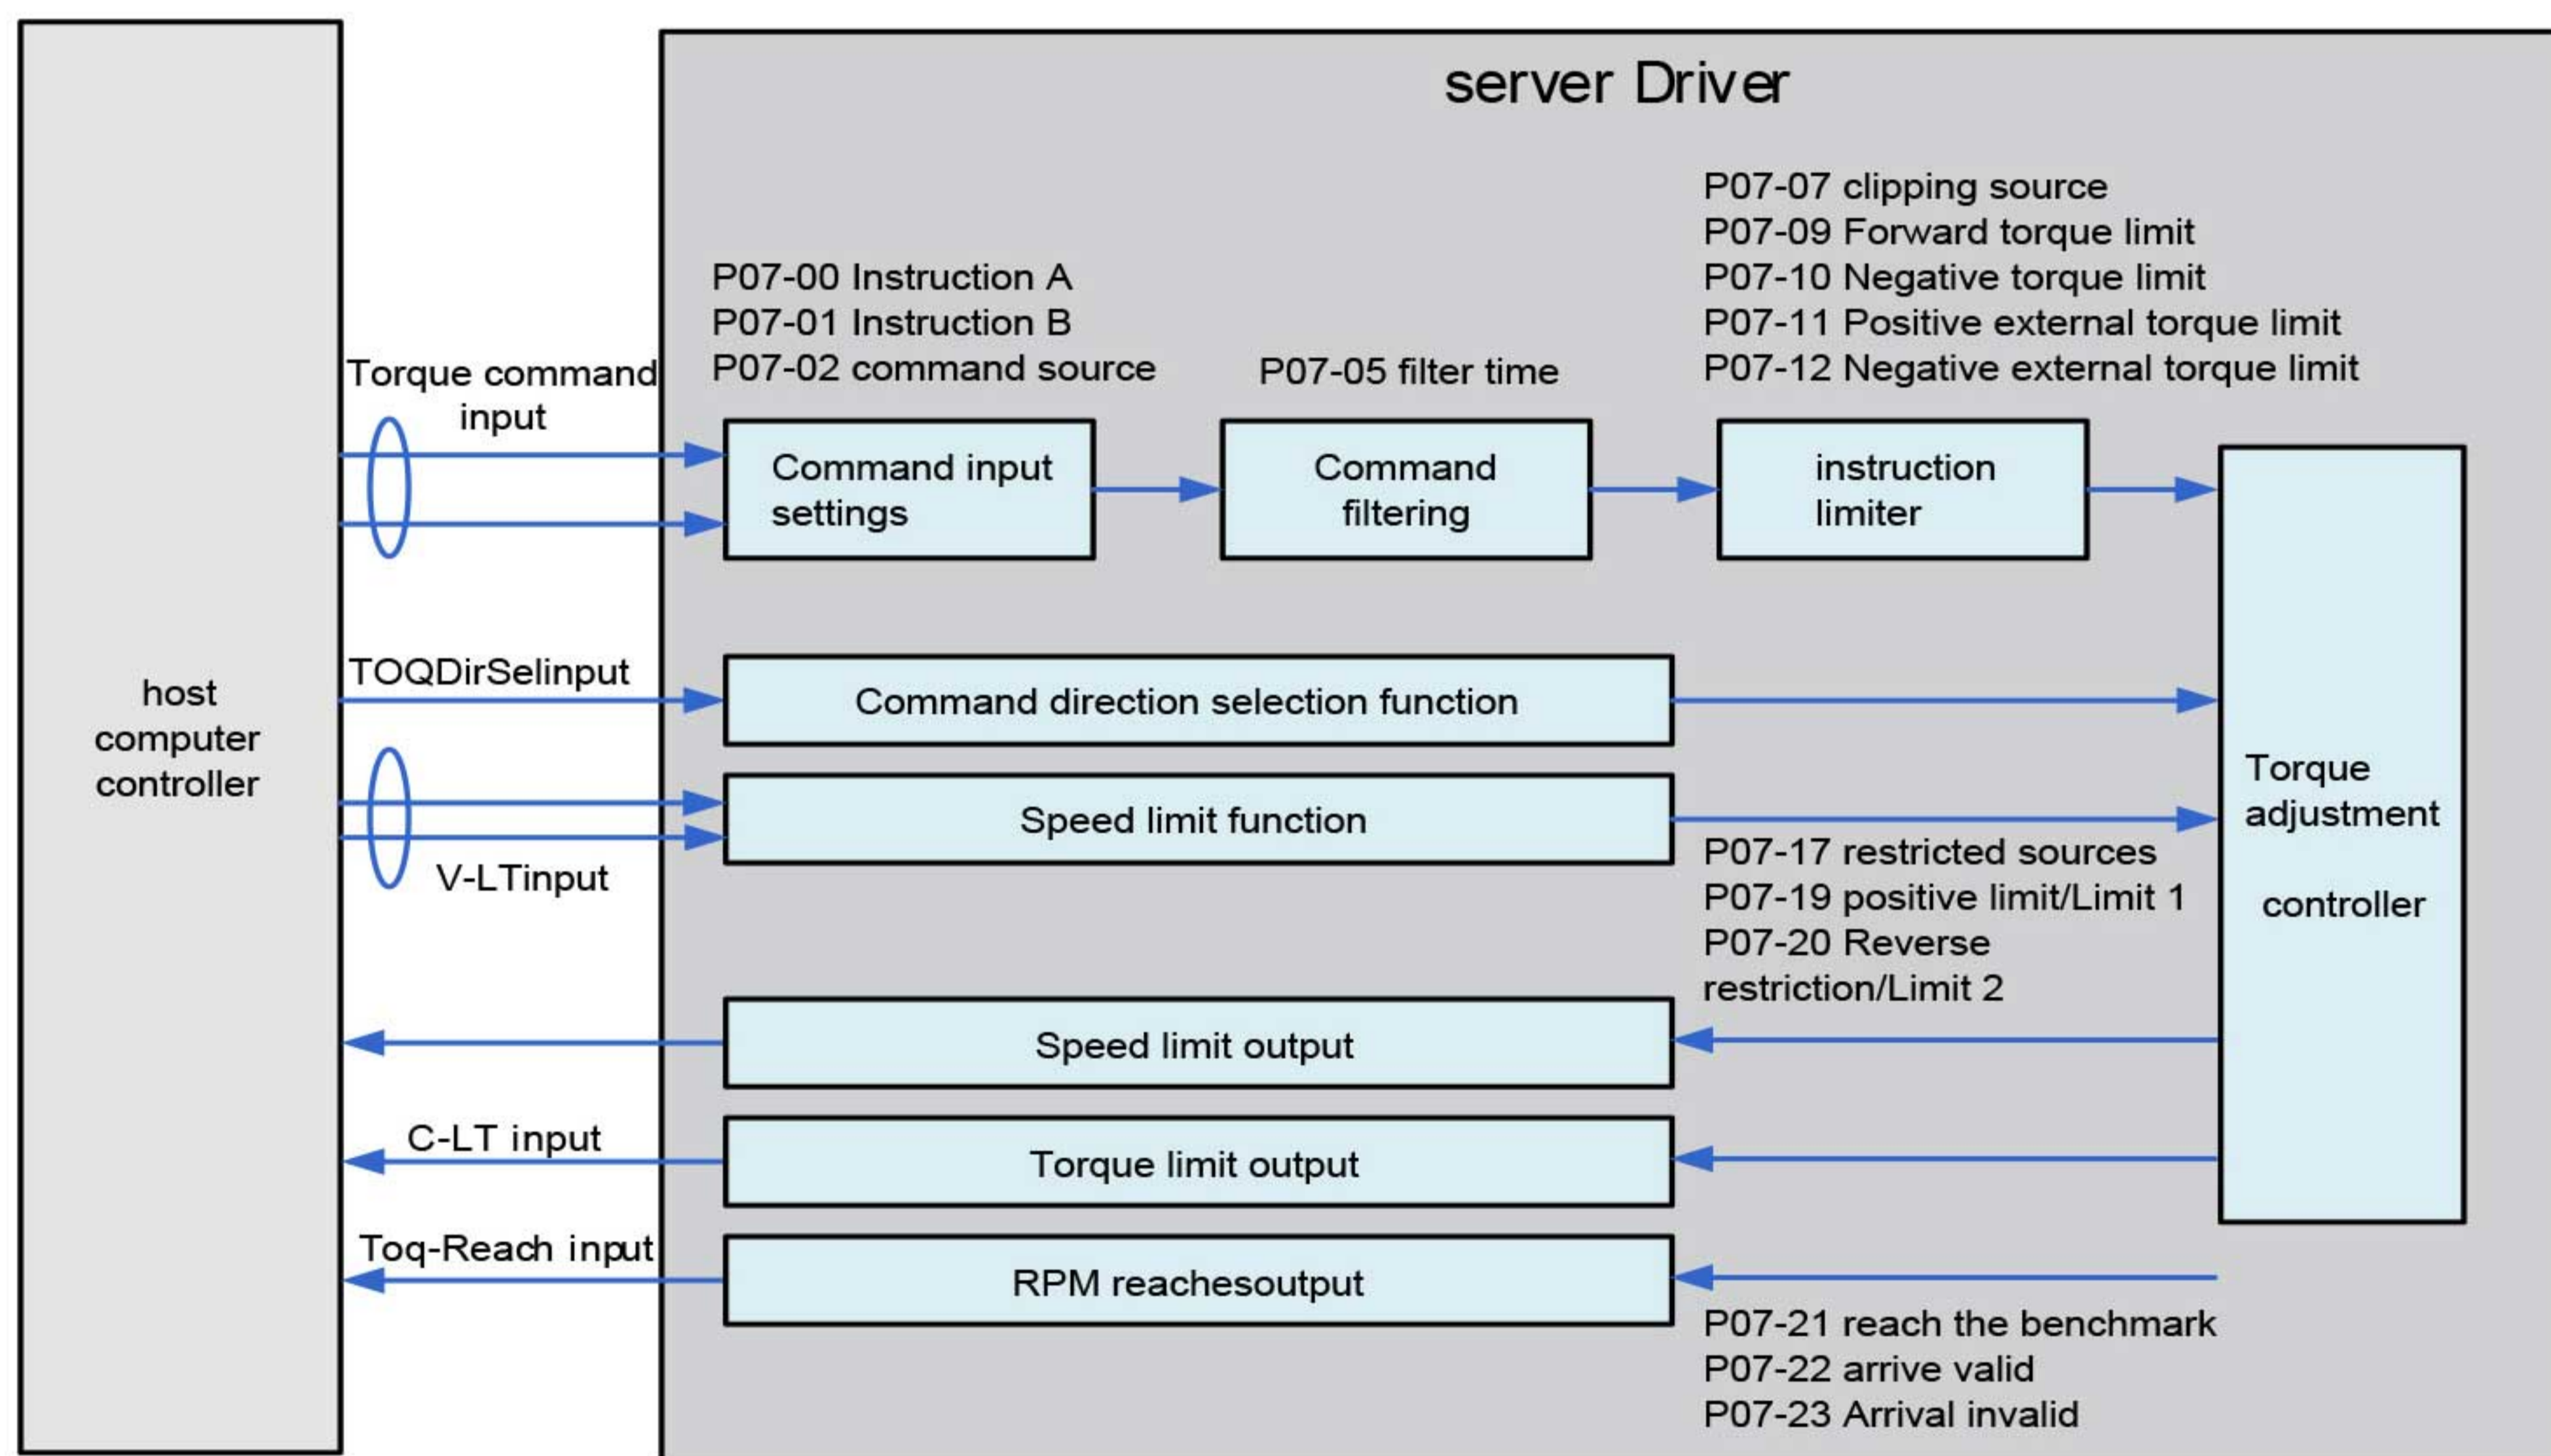 server Driver
P07-07 clipping source
P07-09 Forward torque limit
P07-10 Negative torque limit
P07-11 Positive external torque limit
P07-12 Negative external torque limit
P07-00 Instruction A
P07-01 Instruction B
P07-02 command source
P07-05 filter time
Torque command
input
Command input
settings
Command
filtering
instruction
limiter
host
computer
controller
TOQDirSelinput
Command direction selection function
Speed limit function
V-LTinput
Torque
adjustment
controller
P07-17 restricted sources
P07-19 positive limit/Limit 1
P07-20 Reverse
restriction/Limit 2
Speed limit output
C-LT input
Torque limit output
Toq-Reach input
RPM reachesoutput
P07-21 reach the benchmark
P07-22 arrive valid
P07-23 Arrival invalid